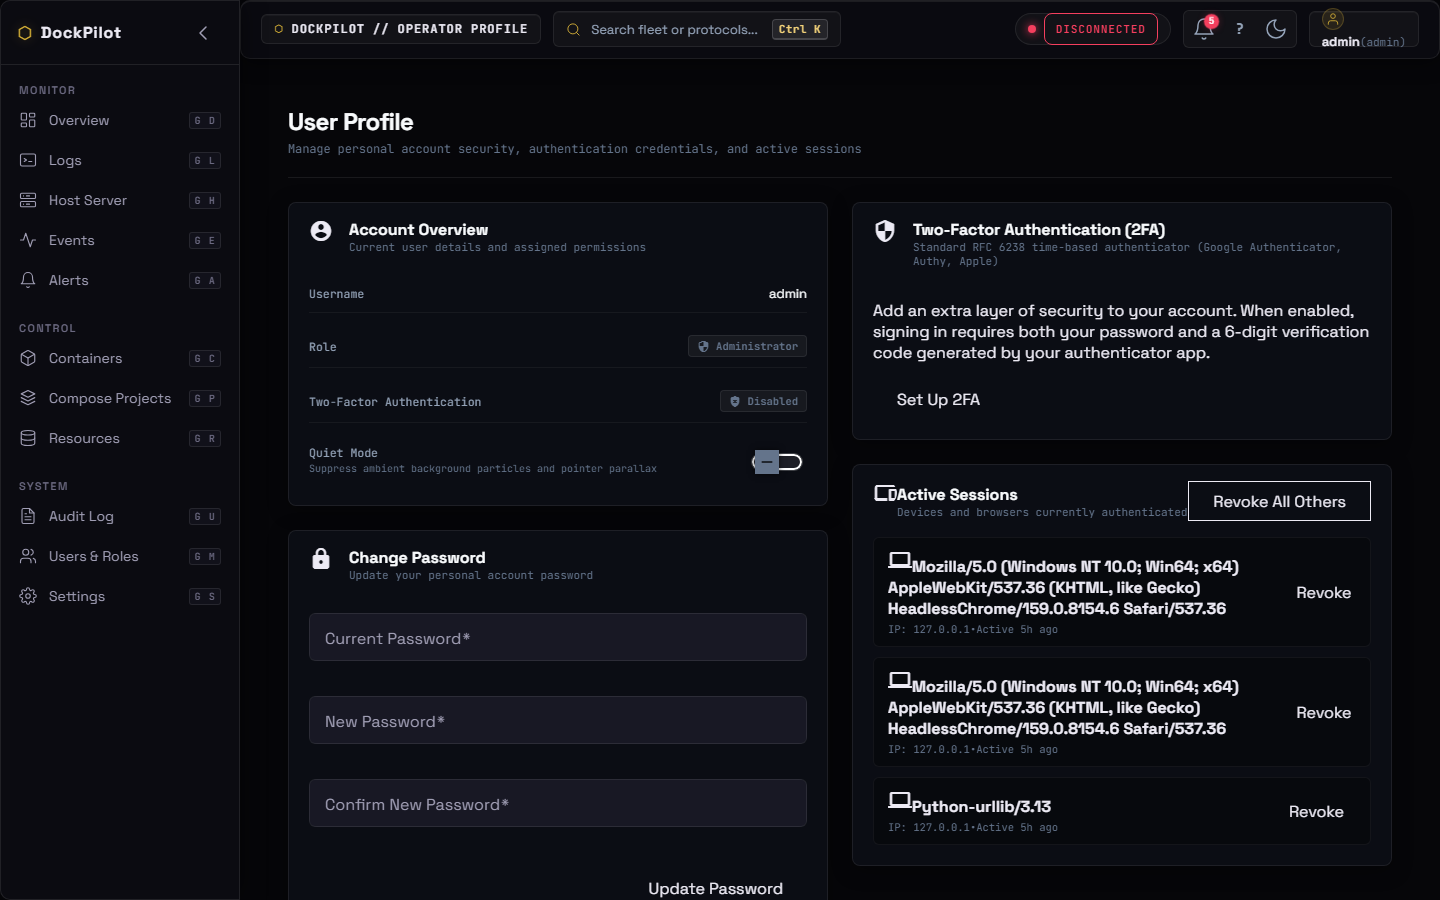 DockPilot
DOCKPILOT // OPERATOR PROFILE
Search fleet or protocols...
Ctrl K
DISCONNECTED
5
?
admin(admin)
MONITOR
Overview G D
Logs G L
Host Server G H
Events G E
Alerts G A
CONTROL
Containers G C
Compose Projects G P
Resources G R
SYSTEM
Audit Log G U
Users & Roles G M
Settings G S
User Profile
Manage personal account security, authentication credentials, and active sessions
Account Overview
Current user details and assigned permissions
Username admin
Role Administrator
Two-Factor Authentication Disabled
Quiet Mode
Suppress ambient background particles and pointer parallax
Change Password
Update your personal account password
Current Password*
New Password*
Confirm New Password*
Update Password
Two-Factor Authentication (2FA)
Standard RFC 6238 time-based authenticator (Google Authenticator,
Authy, Apple)
Add an extra layer of security to your account. When enabled,
signing in requires both your password and a 6-digit verification
code generated by your authenticator app.
Set Up 2FA
Active Sessions
Devices and browsers currently authenticated
Revoke All Others
Mozilla/5.0 (Windows NT 10.0; Win64; x64)
AppleWebKit/537.36 (KHTML, like Gecko)
HeadlessChrome/159.0.8154.6 Safari/537.36
IP: 127.0.0.1•Active 5h ago
Revoke
Mozilla/5.0 (Windows NT 10.0; Win64; x64)
AppleWebKit/537.36 (KHTML, like Gecko)
HeadlessChrome/159.0.8154.6 Safari/537.36
IP: 127.0.0.1•Active 5h ago
Revoke
Python-urllib/3.13
IP: 127.0.0.1•Active 5h ago
Revoke